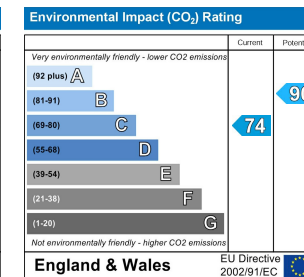 Environmental Impact (CO₂) Rating
Current
Very environmentally friendly - lower CO2 emissions
(92 plus) A
(81-91) B
(69-80) C
74
(55-68) D
(39-54) E
(21-38) F
(1-20) G
Not environmentally friendly - higher CO2 emissions
England & Wales
EU Directive
2002/91/EC